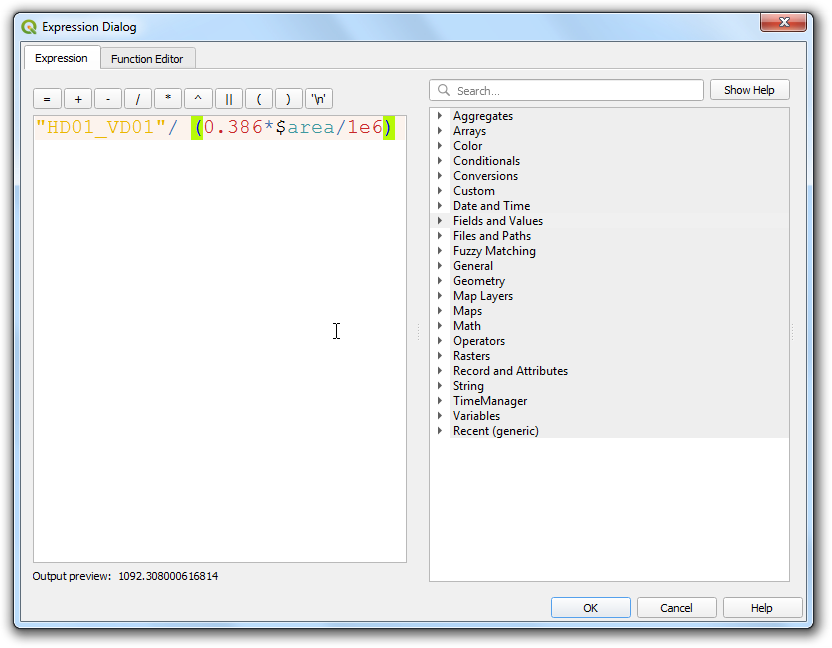 Expression Dialog
Expression
Function Editor
= + - / * ^ || ( ) '\n'
"HD01_VD01"/ (0.386*$area/1e6)
Output preview: 1092.308000616814
Search...
Show Help
Aggregates
Arrays
Color
Conditionals
Conversions
Custom
Date and Time
Fields and Values
Files and Paths
Fuzzy Matching
General
Geometry
Map Layers
Maps
Math
Operators
Rasters
Record and Attributes
String
TimeManager
Variables
Recent (generic)
OK
Cancel
Help